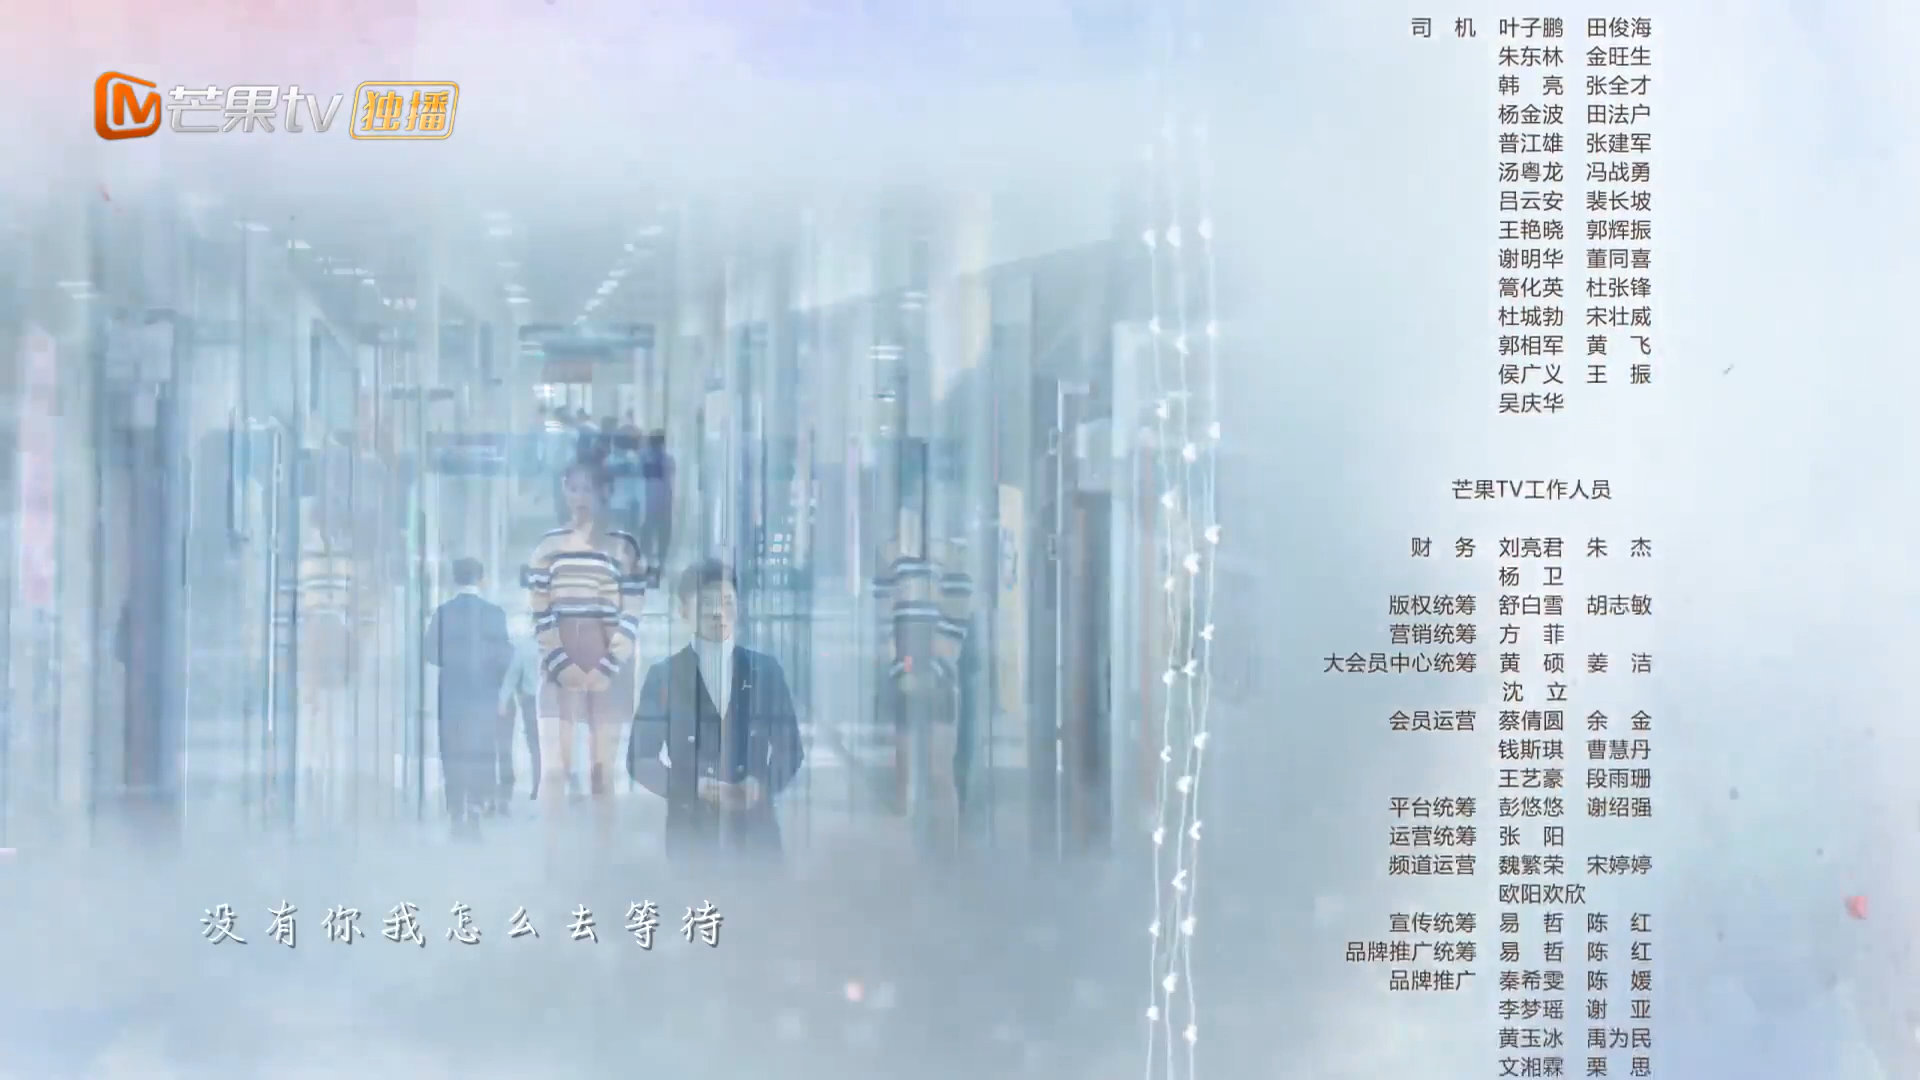 芒果tv 独播
司 机 叶子鹏 田俊海
朱东林 金旺生
韩 亮 张全才
杨金波 田法户
普江雄 张建军
汤粤龙 冯战勇
吕云安 裴长坡
王艳晓 郭辉振
谢明华 董同喜
篙化英 杜张锋
杜城勃 宋壮威
郭相军 黄 飞
侯广义 王 振
吴庆华
芒果TV工作人员
财 务 刘亮君 朱 杰
杨 卫
版权统筹 舒白雪 胡志敏
营销统筹 方 菲
大会员中心统筹 黄 硕 姜 洁
沈 立
会员运营 蔡倩圆 余 金
钱斯琪 曹慧丹
王艺豪 段雨珊
平台统筹 彭悠悠 谢绍强
运营统筹 张 阳
频道运营 魏繁荣 宋婷婷
欧阳欢欣
宣传统筹 易 哲 陈 红
品牌推广统筹 易 哲 陈 红
品牌推广 秦希雯 陈 媛
李梦瑶 谢 亚
黄玉冰 禹为民
文湘霖 栗 思
没有你我怎么去等待